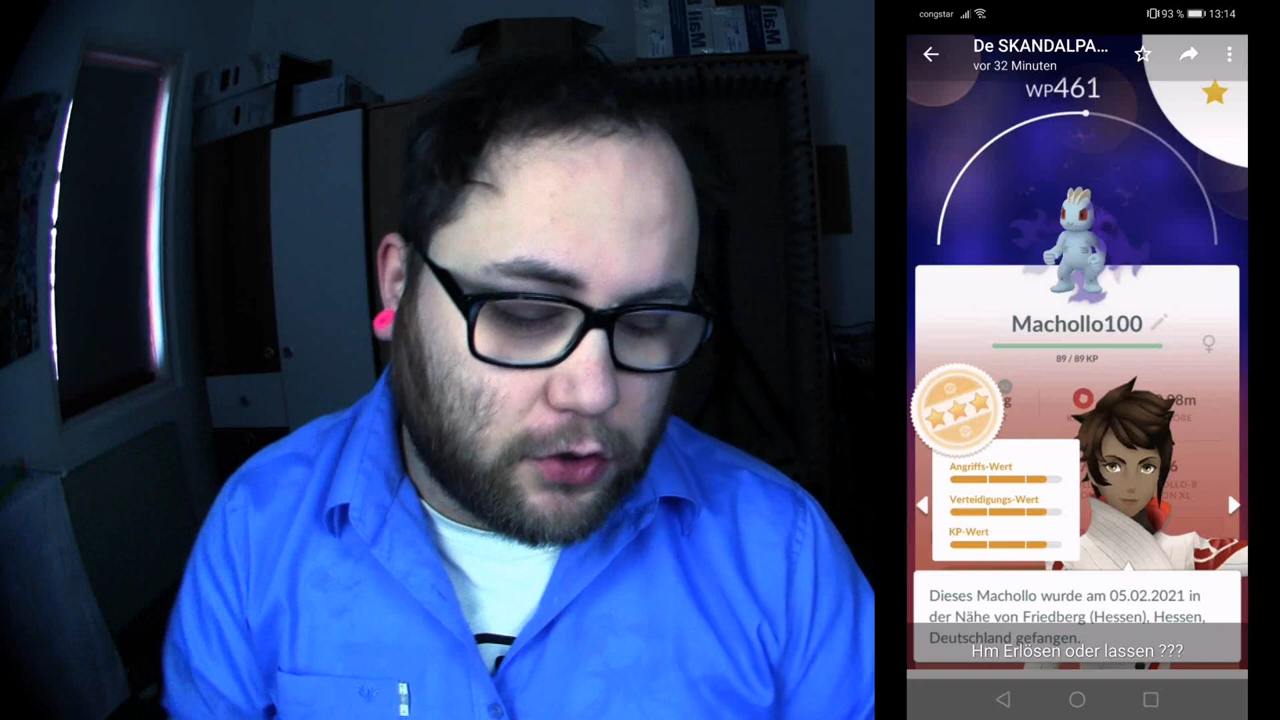 congstar
93 % 13:14
De SKANDALPA...
vor 32 Minuten
WP461
Machollo100
89 / 89 KP
Angriffs-Wert
Verteidigungs-Wert
KP-Wert
Dieses Machollo wurde am 05.02.2021 in
der Nähe von Friedberg (Hessen), Hessen,
Deutschland gefangen.
Hm Erlösen oder lassen ???